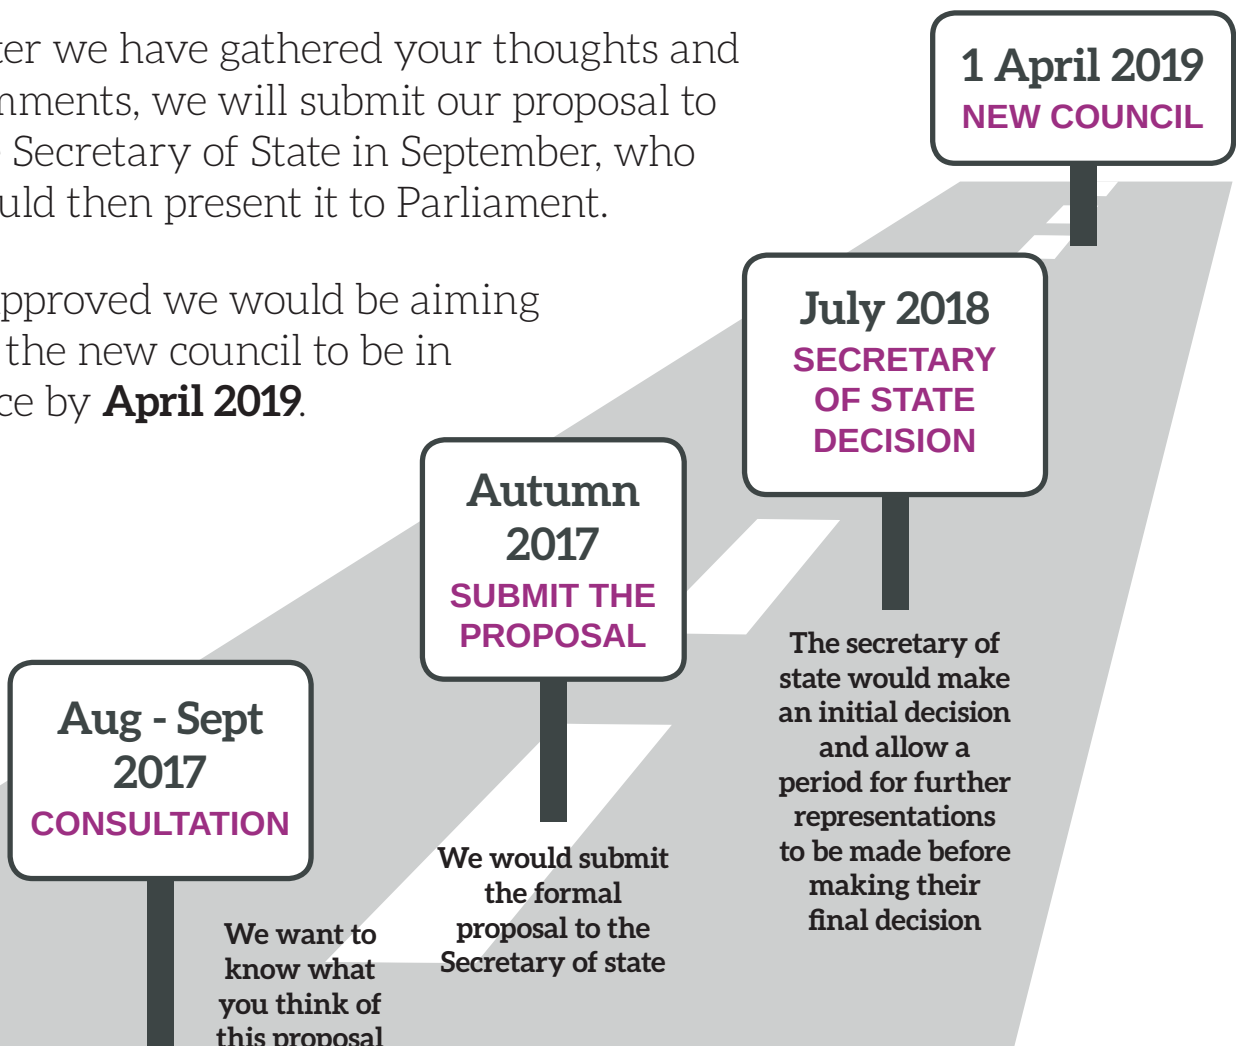 ter we have gathered your thoughts and
mments, we will submit our proposal to
Secretary of State in September, who
uld then present it to Parliament.
pproved we would be aiming
the new council to be in
ce by April 2019.
1 April 2019
NEW COUNCIL
July 2018
SECRETARY
OF STATE
DECISION
The secretary of
state would make
an initial decision
and allow a
period for further
representations
to be made before
making their
final decision
Autumn
2017
SUBMIT THE
PROPOSAL
We would submit
the formal
proposal to the
Secretary of state
Aug - Sept
2017
CONSULTATION
We want to
know what
you think of
this proposal